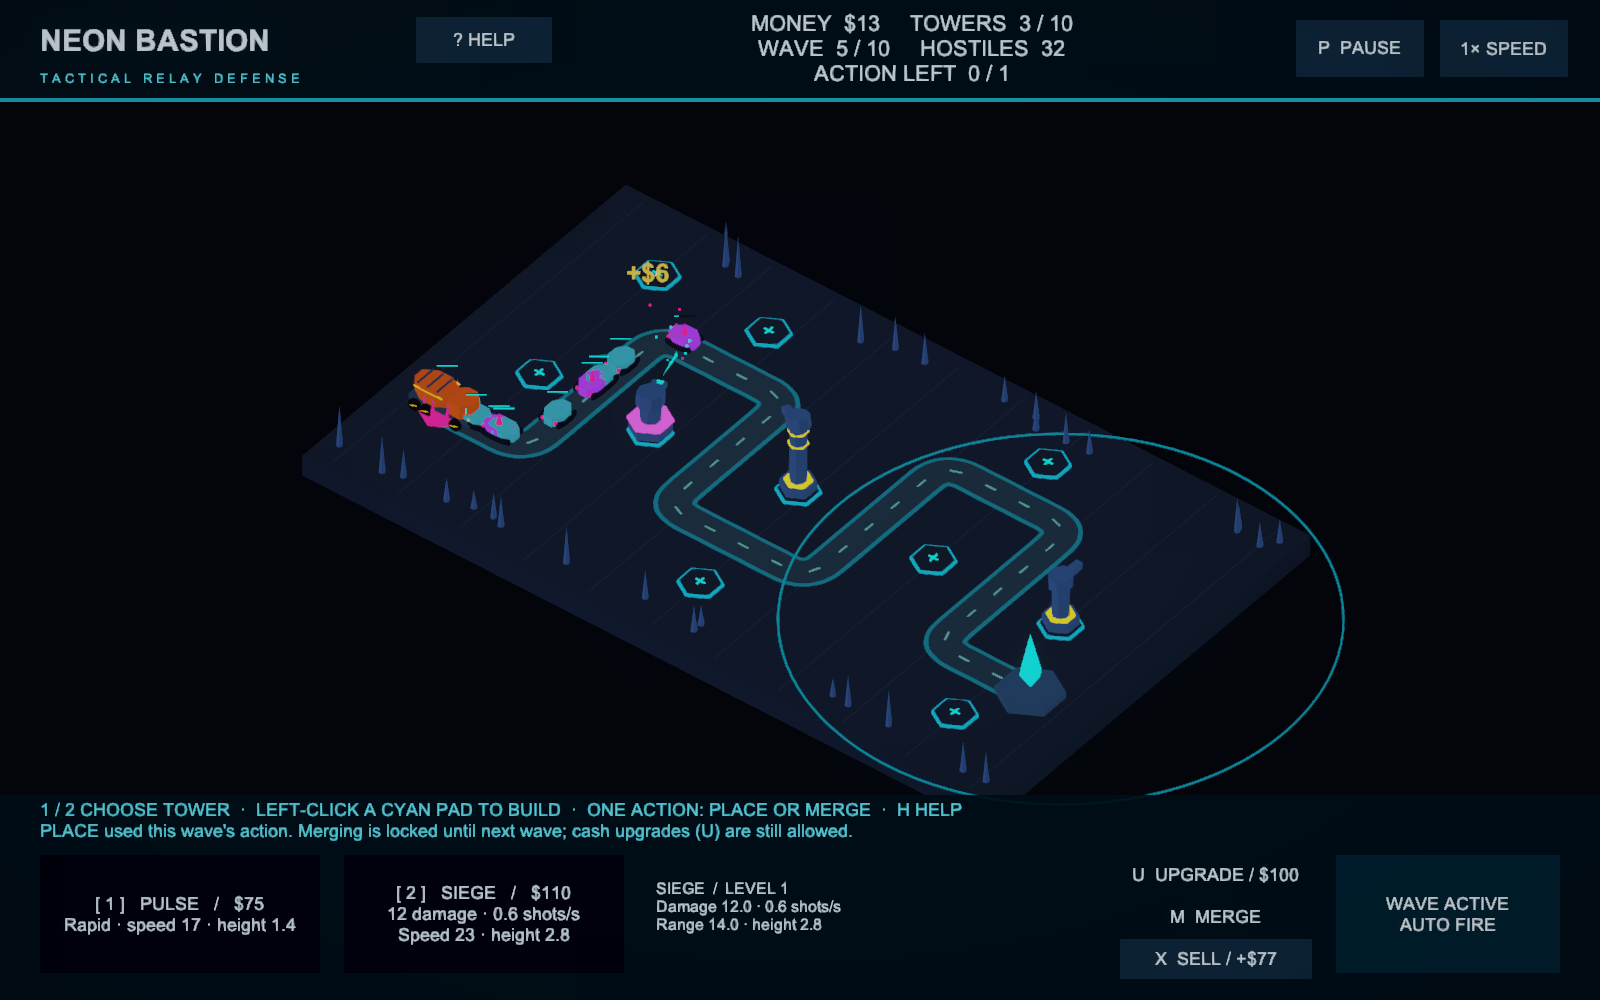 NEON BASTION
TACTICAL RELAY DEFENSE
? HELP
MONEY $13 TOWERS 3 / 10
WAVE 5 / 10 HOSTILES 32
ACTION LEFT 0 / 1
P PAUSE
1× SPEED
+$6
1 / 2 CHOOSE TOWER · LEFT-CLICK A CYAN PAD TO BUILD · ONE ACTION: PLACE OR MERGE · H HELP
PLACE used this wave's action. Merging is locked until next wave; cash upgrades (U) are still allowed.
[ 1 ] PULSE / $75
Rapid · speed 17 · height 1.4
[ 2 ] SIEGE / $110
12 damage · 0.6 shots/s
Speed 23 · height 2.8
SIEGE / LEVEL 1
Damage 12.0 · 0.6 shots/s
Range 14.0 · height 2.8
U UPGRADE / $100
M MERGE
X SELL / +$77
WAVE ACTIVE
AUTO FIRE